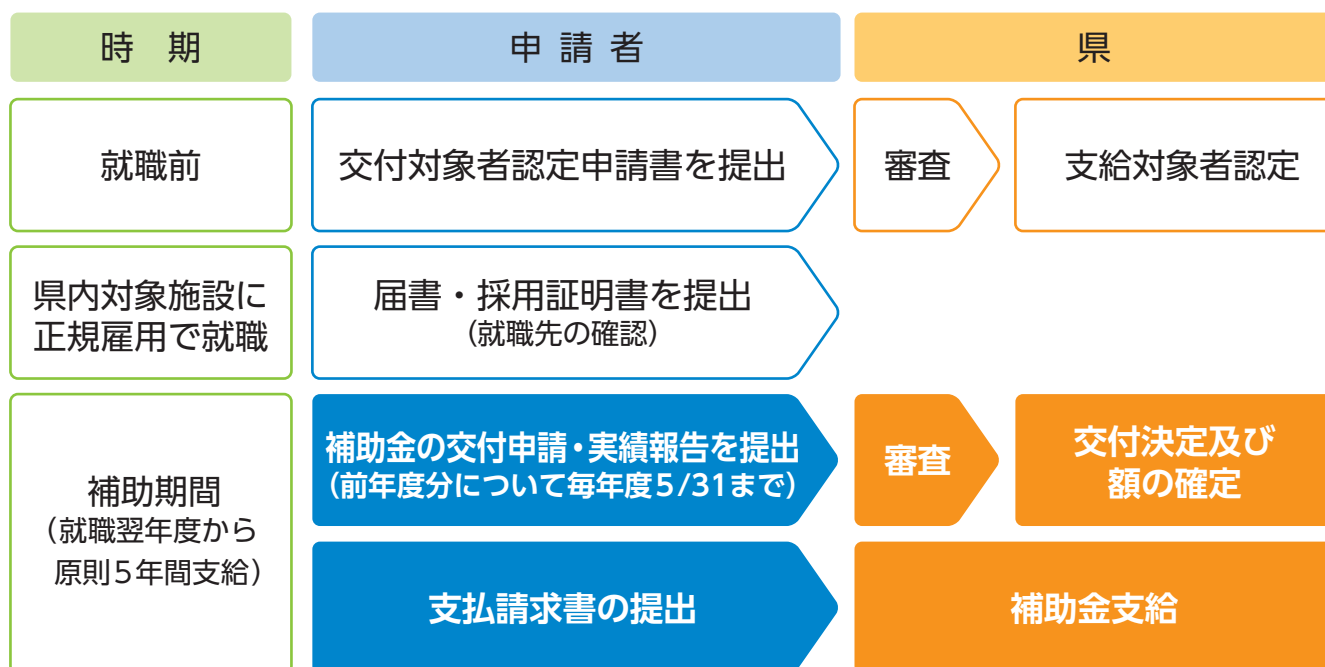 時　期
申 請 者
県
就職前
交付対象者認定申請書を提出
審査
支給対象者認定
県内対象施設に
正規雇用で就職
届書・採用証明書を提出
（就職先の確認）
補助期間
（就職翌年度から
原則５年間支給）
補助金の交付申請・実績報告を提出
（前年度分について毎年度５/31まで）
審査
交付決定及び
額の確定
支払請求書の提出
補助金支給